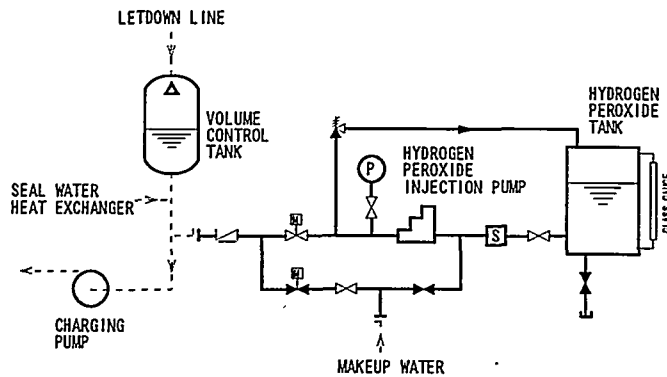 LETDOWN LINE
VOLUME
CONTROL
TANK
HYDROGEN
PEROXIDE
TANK
HYDROGEN
PEROXIDE
INJECTION PUMP
P
GLASS GUGE
SEAL WATER
HEAT EXCHANGER
M
S
M
CHARGING
PUMP
MAKEUP WATER